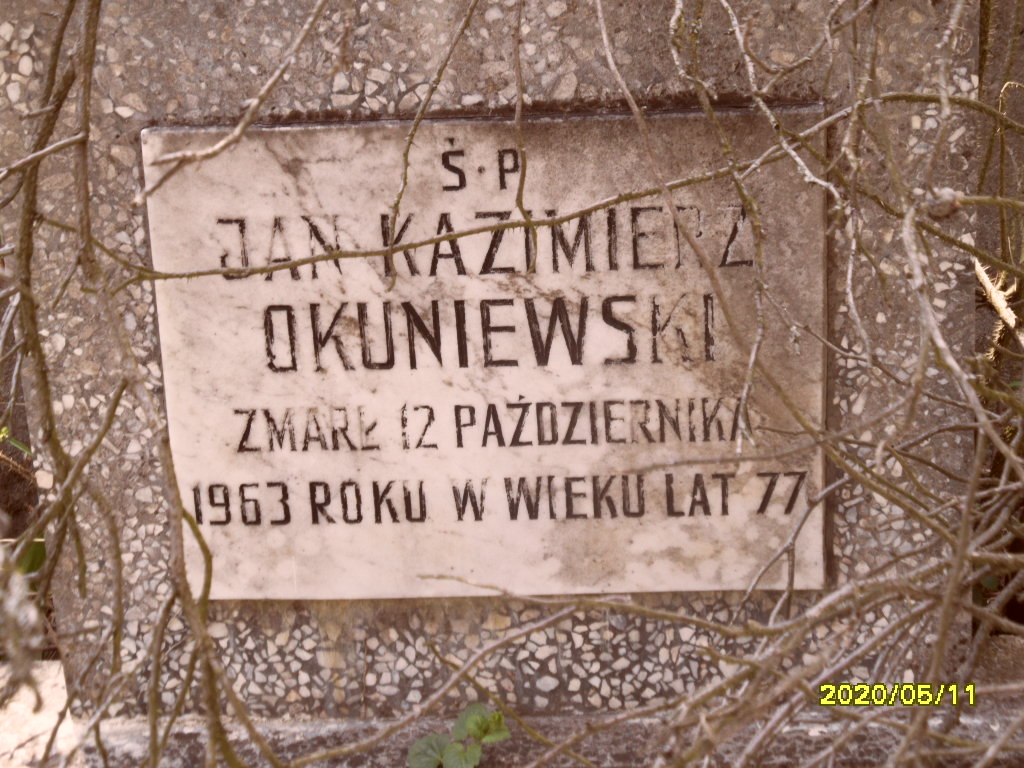 Ś·P
JAN KAZIMIERZ
OKUNIEWSKI
ZMARŁ 12 PAŹDZIERNIKA
1963 ROKU W WIEKU LAT 77
2020/05/11